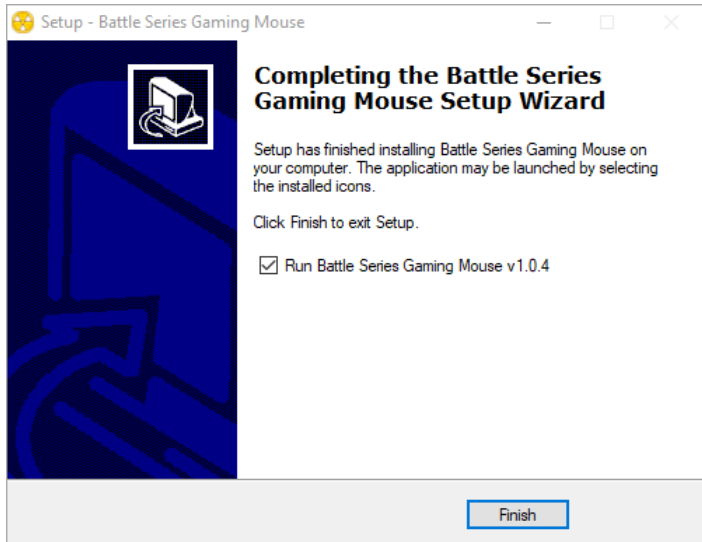 Setup - Battle Series Gaming Mouse
Completing the Battle Series
Gaming Mouse Setup Wizard
Setup has finished installing Battle Series Gaming Mouse on
your computer. The application may be launched by selecting
the installed icons.
Click Finish to exit Setup.
Run Battle Series Gaming Mouse v1.0.4
Finish